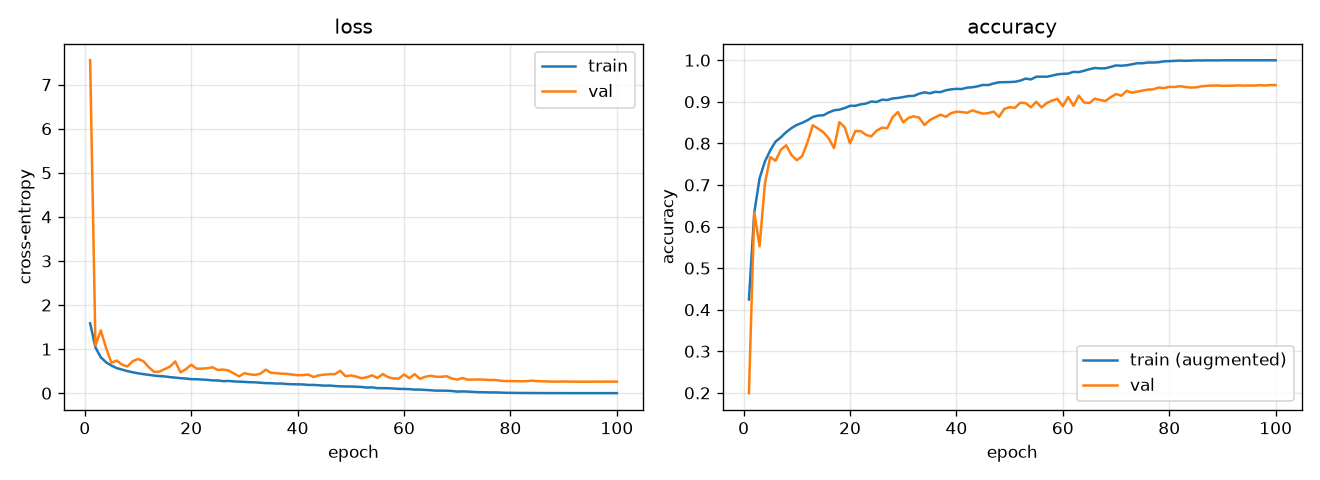 loss
7
6
5
4
3
2
1
0
cross-entropy
0 20 40 60 80 100
epoch
train
val
accuracy
1.0
0.9
0.8
0.7
0.6
0.5
0.4
0.3
0.2
accuracy
0 20 40 60 80 100
epoch
train (augmented)
val